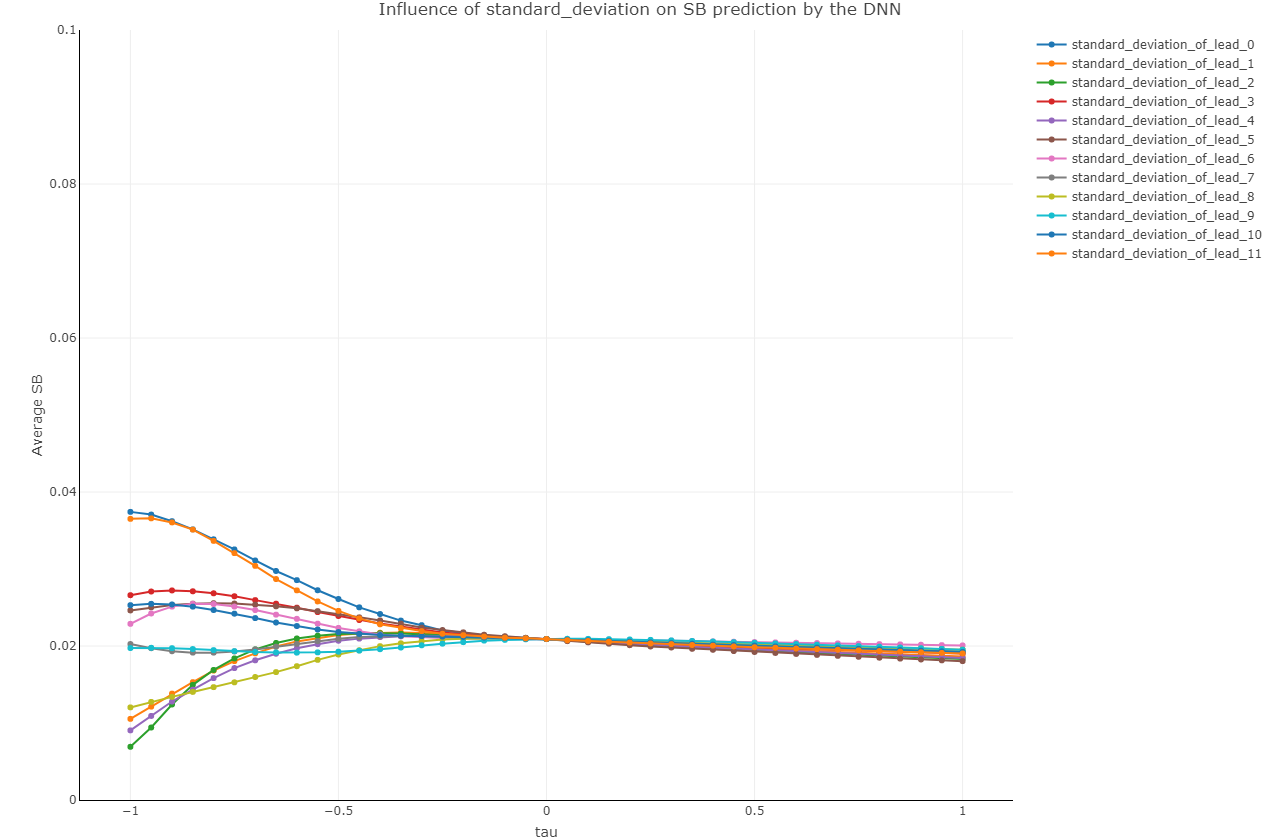 Influence of standard_deviation on SB prediction by the DNN
0.1
0.08
0.06
0.04
0.02
0
Average SB
−1
−0.5
0
0.5
1
tau
standard_deviation_of_lead_0
standard_deviation_of_lead_1
standard_deviation_of_lead_2
standard_deviation_of_lead_3
standard_deviation_of_lead_4
standard_deviation_of_lead_5
standard_deviation_of_lead_6
standard_deviation_of_lead_7
standard_deviation_of_lead_8
standard_deviation_of_lead_9
standard_deviation_of_lead_10
standard_deviation_of_lead_11